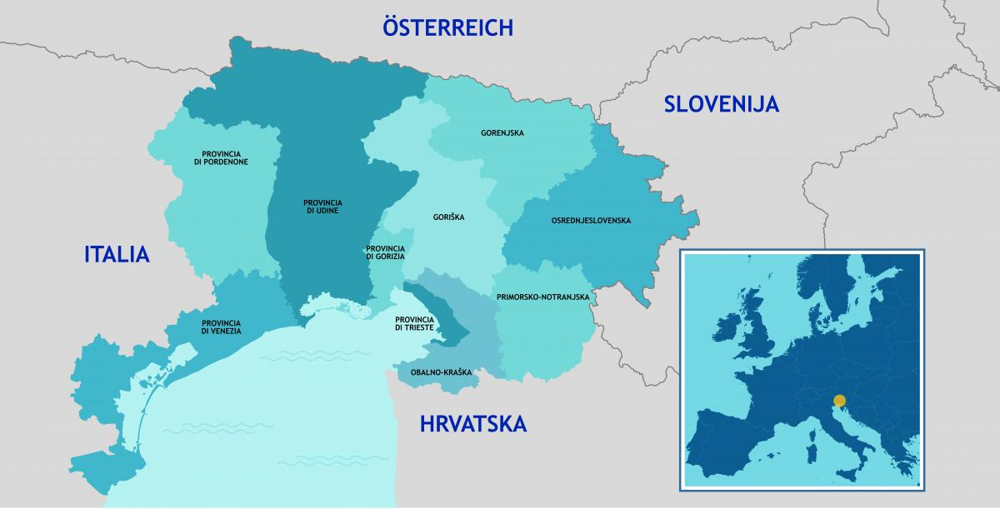 ÖSTERREICH
SLOVENIJA
GORENJSKA
PROVINCIA
DI PORDENONE
PROVINCIA
DI UDINE
GORIŠKA
OSREDNJESLOVENSKA
ITALIA
PROVINCIA
DI GORIZIA
PRIMORSKO-NOTRANJSKA
PROVINCIA
DI VENEZIA
PROVINCIA
DI TRIESTE
OBALNO-KRAŠKA
HRVATSKA